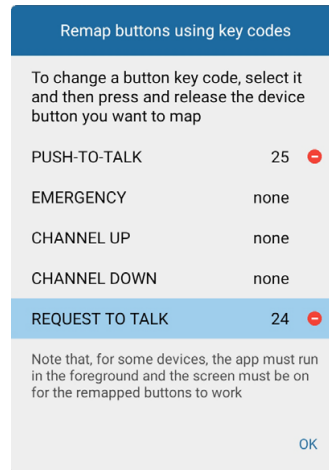 Remap buttons using key codes
To change a button key code, select it
and then press and release the device
button you want to map
PUSH-TO-TALK 25
EMERGENCY none
CHANNEL UP none
CHANNEL DOWN none
REQUEST TO TALK 24
Note that, for some devices, the app must run
in the foreground and the screen must be on
for the remapped buttons to work
OK